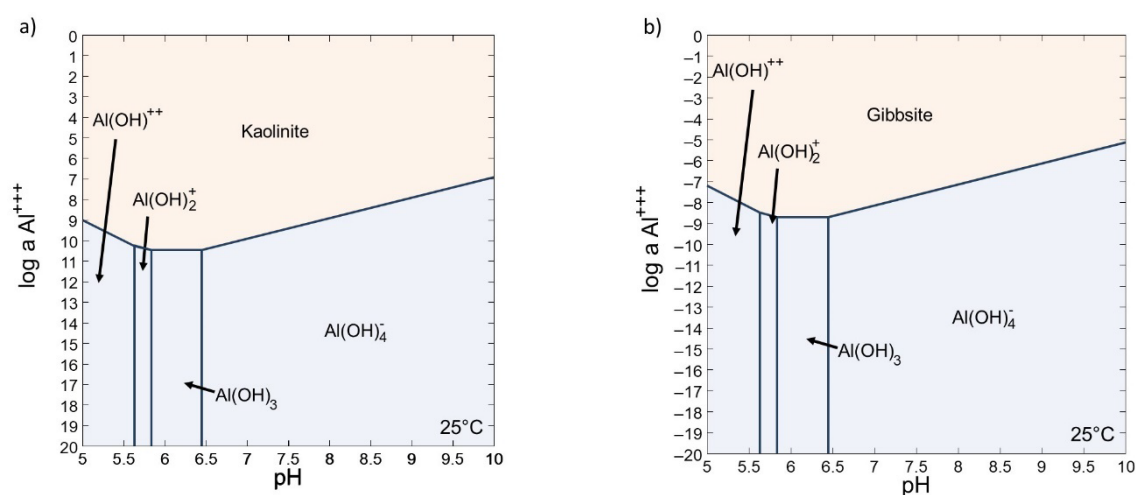 a)
0
1
2
3
4
5
6
7
8
9
10
11
12
13
14
15
16
17
18
19
20
log a Al+++
Al(OH)++
Kaolinite
Al(OH)2+
Al(OH)4-
Al(OH)3
25°C
5 5.5 6 6.5 7 7.5 8 8.5 9 9.5 10
pH
b)
0
−1
−2
−3
−4
−5
−6
−7
−8
−9
−10
−11
−12
−13
−14
−15
−16
−17
−18
−19
−20
log a Al+++
Al(OH)++
Gibbsite
Al(OH)2+
Al(OH)4-
Al(OH)3
25°C
5 5.5 6 6.5 7 7.5 8 8.5 9 9.5 10
pH